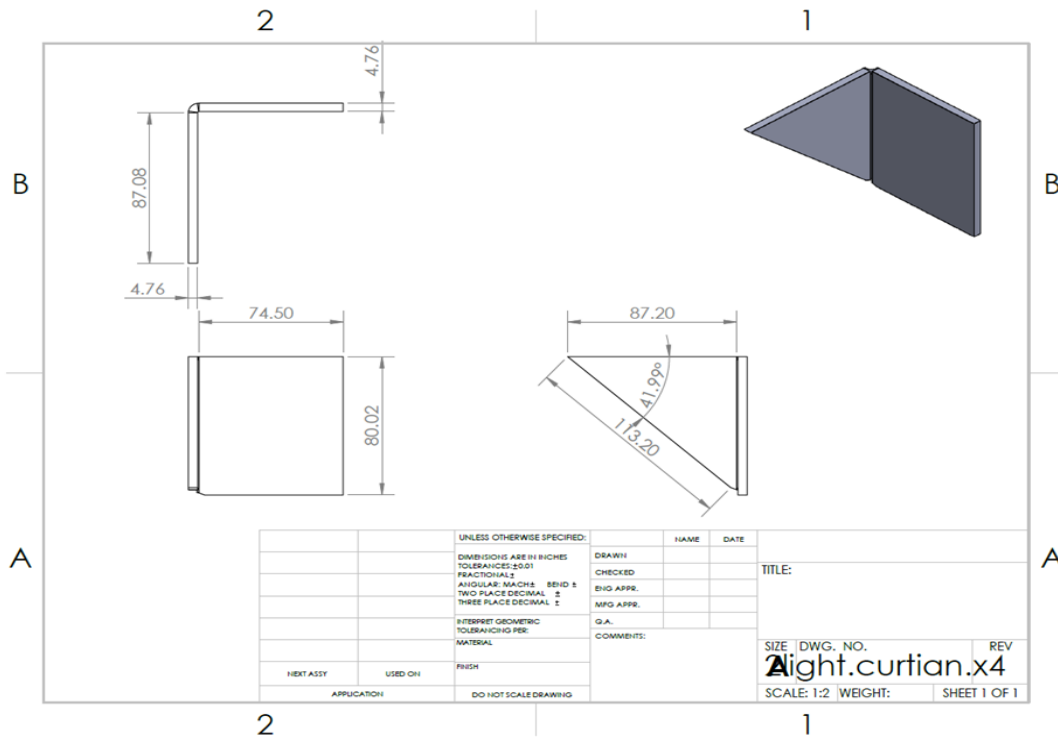 2
1
4.76
B
B
87.08
4.76
74.50
87.20
41.99°
80.02
113.20
A
A
UNLESS OTHERWISE SPECIFIED:
NAME
DATE
DIMENSIONS ARE IN INCHES
TOLERANCES:±0.01
FRACTIONAL±
ANGULAR: MACH± BEND ±
TWO PLACE DECIMAL ±
THREE PLACE DECIMAL ±
DRAWN
CHECKED
ENG APPR.
MFG APPR.
Q.A.
COMMENTS:
TITLE:
INTERPRET GEOMETRIC
TOLERANCING PER:
MATERIAL
FINISH
NEXT ASSY
USED ON
APPLICATION
DO NOT SCALE DRAWING
SIZE
DWG. NO.
REV
A
light.curtian.x4
SCALE: 1:2
WEIGHT:
SHEET 1 OF 1
2
1